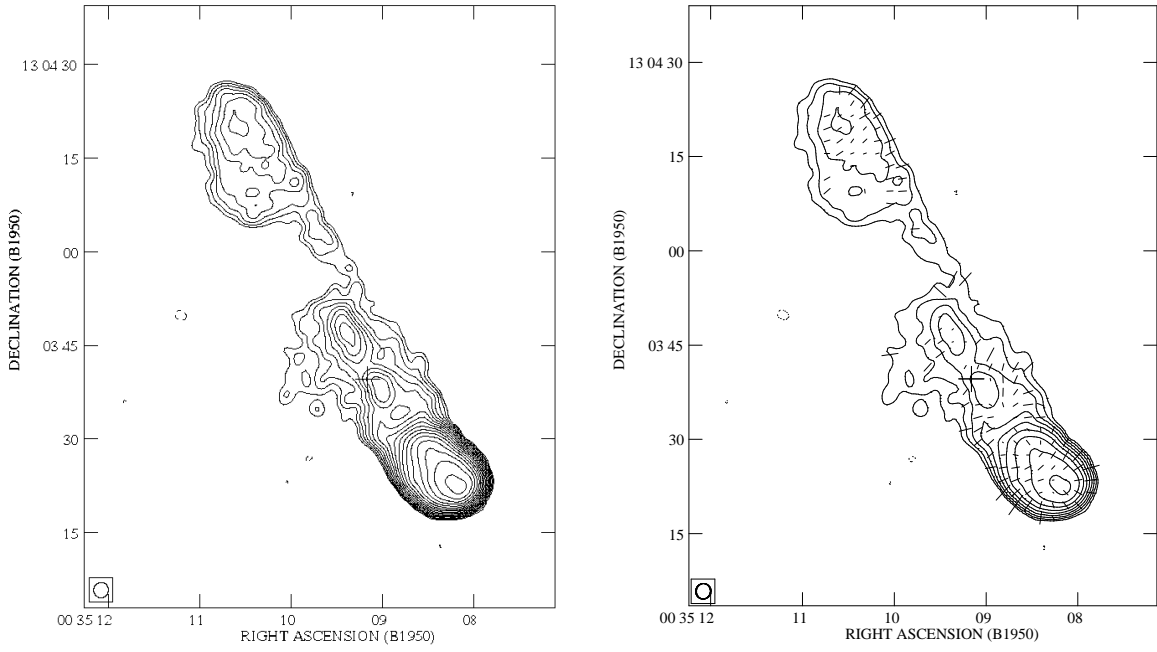 13 04 30
15
00
03 45
30
15
DECLINATION (B1950)
00 35 12
11
10
09
08
RIGHT ASCENSION (B1950)
13 04 30
15
00
03 45
30
15
DECLINATION (B1950)
00 35 12
11
10
09
08
RIGHT ASCENSION (B1950)